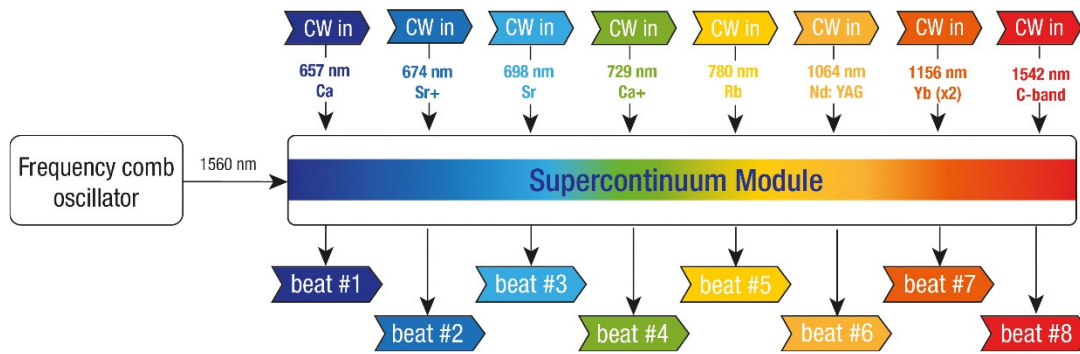 CW in
CW in
CW in
CW in
CW in
CW in
CW in
CW in
657 nm
Ca
674 nm
Sr+
698 nm
Sr
729 nm
Ca+
780 nm
Rb
1064 nm
Nd: YAG
1156 nm
Yb (x2)
1542 nm
C-band
Frequency comb
oscillator
1560 nm
Supercontinuum Module
beat #1
beat #2
beat #3
beat #4
beat #5
beat #6
beat #7
beat #8